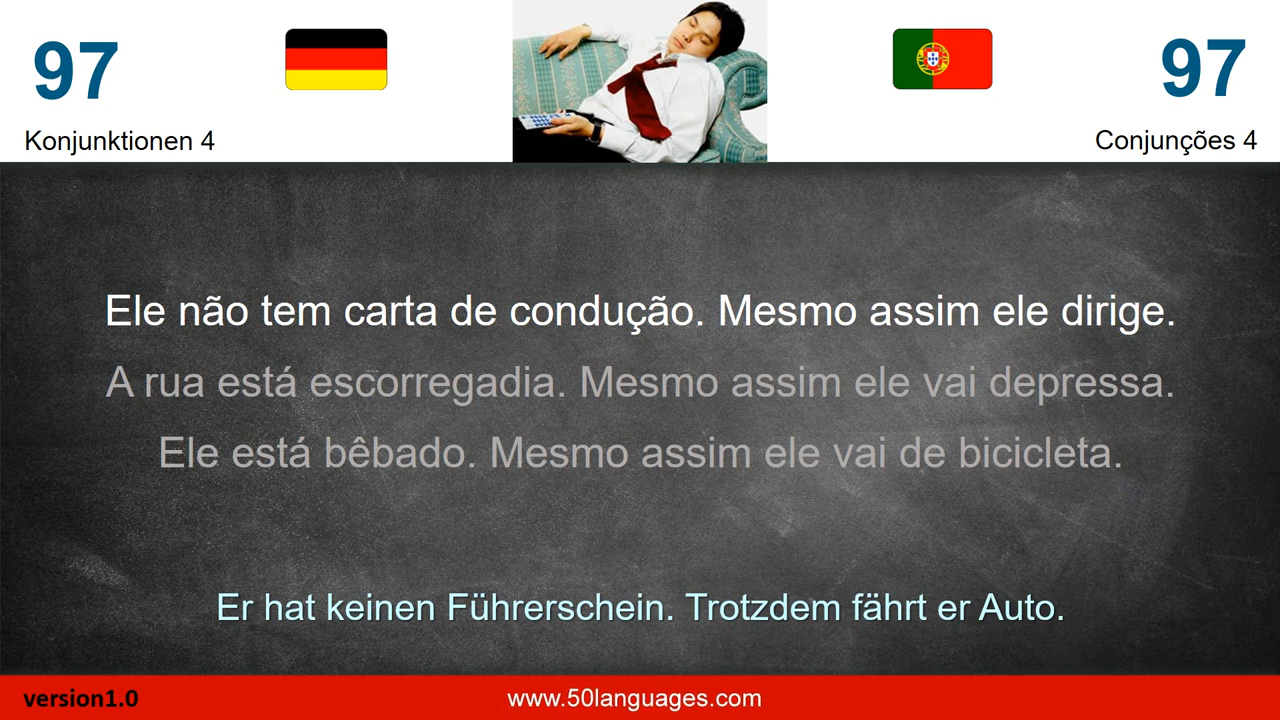 97
97
Konjunktionen 4
Conjunções 4
Ele não tem carta de condução. Mesmo assim ele dirige.
A rua está escorregadia. Mesmo assim ele vai depressa.
Ele está bêbado. Mesmo assim ele vai de bicicleta.
Er hat keinen Führerschein. Trotzdem fährt er Auto.
version1.0
www.50languages.com